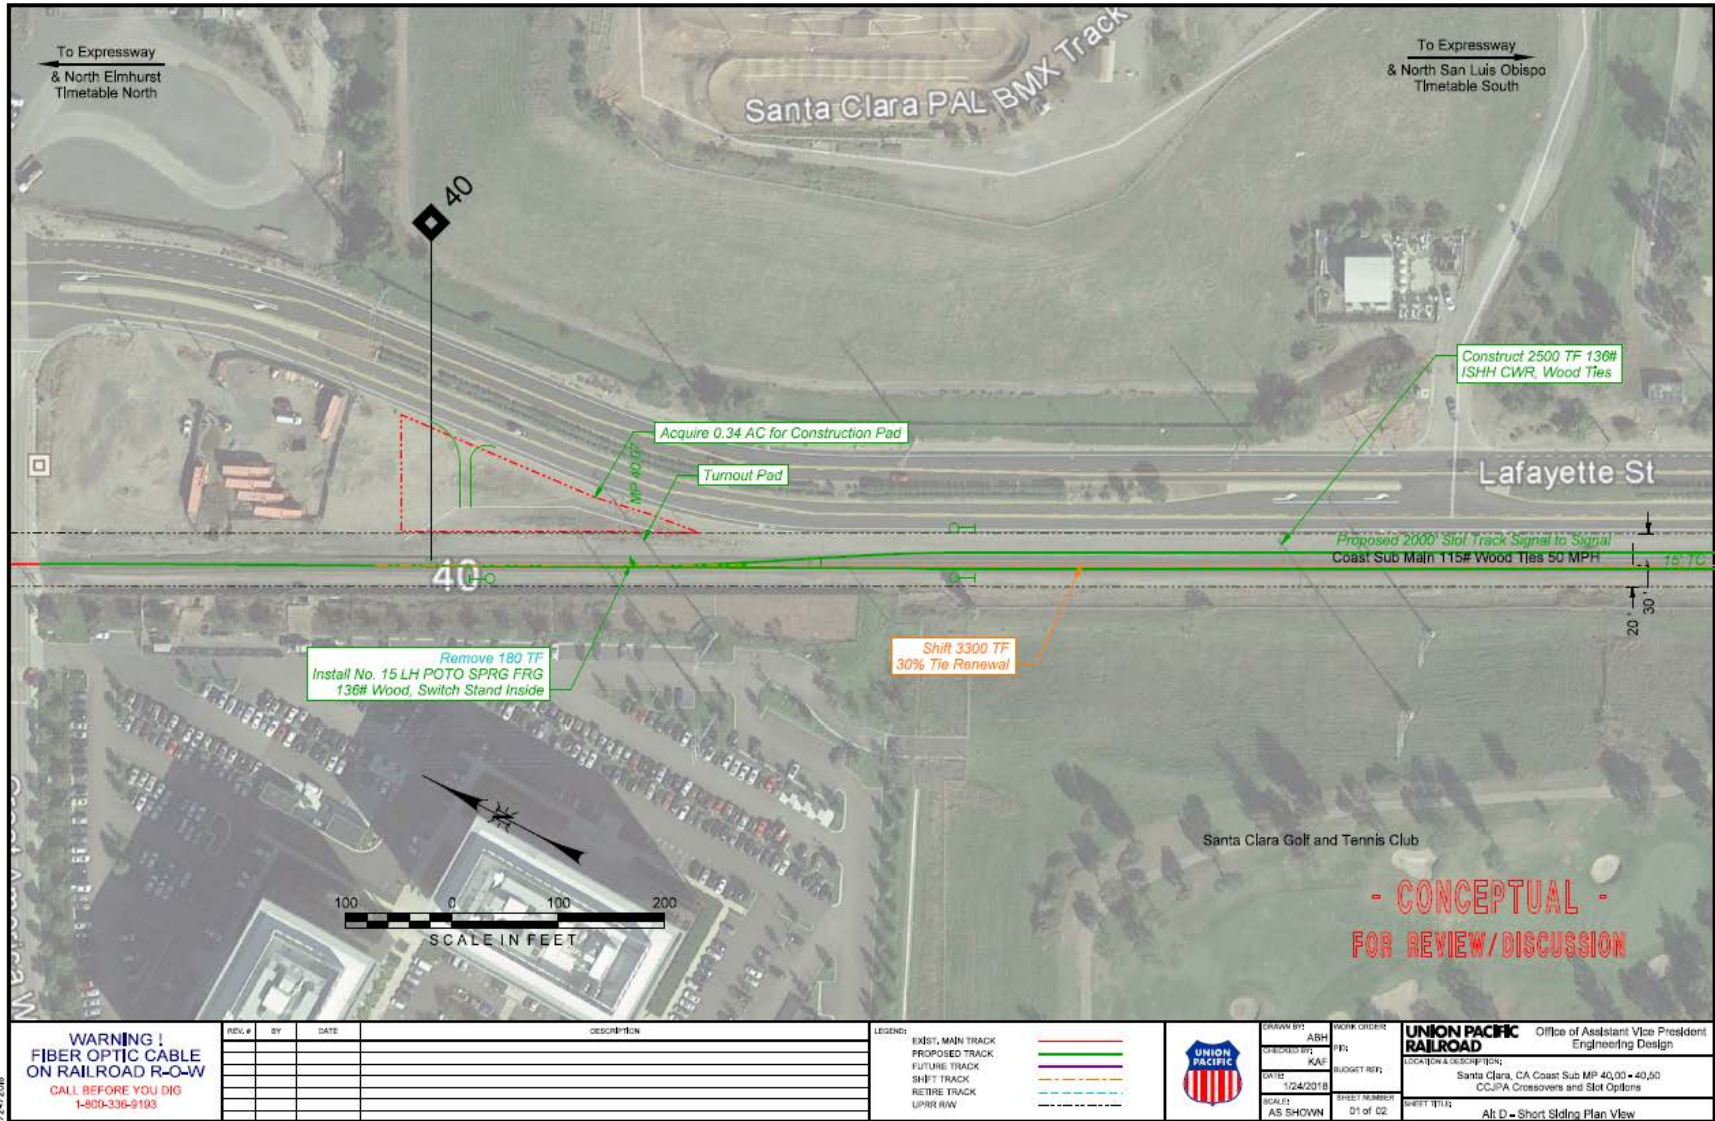 To Expressway
& North Elmhurst
Timetable North
Santa Clara PAL BMX Track
To Expressway
& North San Luis Obispo
Timetable South
40
Construct 2500 TF 136#
ISHH CWR, Wood Ties
Acquire 0.34 AC for Construction Pad
MP 40.07
Turnout Pad
Lafayette St
Proposed 2000' Slot Track Signal to Signal
Coast Sub Main 115# Wood Ties 50 MPH
15' TC
40
20'
30'
Remove 180 TF
Install No. 15 LH POTO SPRG FRG
136# Wood, Switch Stand Inside
Shift 3300 TF
30% Tie Renewal
Santa Clara Golf and Tennis Club
100 0 100 200
SCALE IN FEET
- CONCEPTUAL -
FOR REVIEW/DISCUSSION
WARNING !
FIBER OPTIC CABLE
ON RAILROAD R-O-W
CALL BEFORE YOU DIG
1-800-336-9193
REV. # BY DATE DESCRIPTION
LEGEND:
EXIST. MAIN TRACK
PROPOSED TRACK
FUTURE TRACK
SHIFT TRACK
RETIRE TRACK
UPRR R/W
UNION
PACIFIC
DRAWN BY:
ABH
CHECKED BY:
KAF
DATE:
1/24/2018
SCALE:
AS SHOWN
WORK ORDER:
PID:
BUDGET REF:
SHEET NUMBER
01 of 02
UNION PACIFIC
RAILROAD
Office of Assistant Vice President
Engineering Design
LOCATION & DESCRIPTION:
Santa Clara, CA Coast Sub MP 40.00 - 40.50
CCJPA Crossovers and Slot Options
SHEET TITLE:
Alt D - Short Siding Plan View